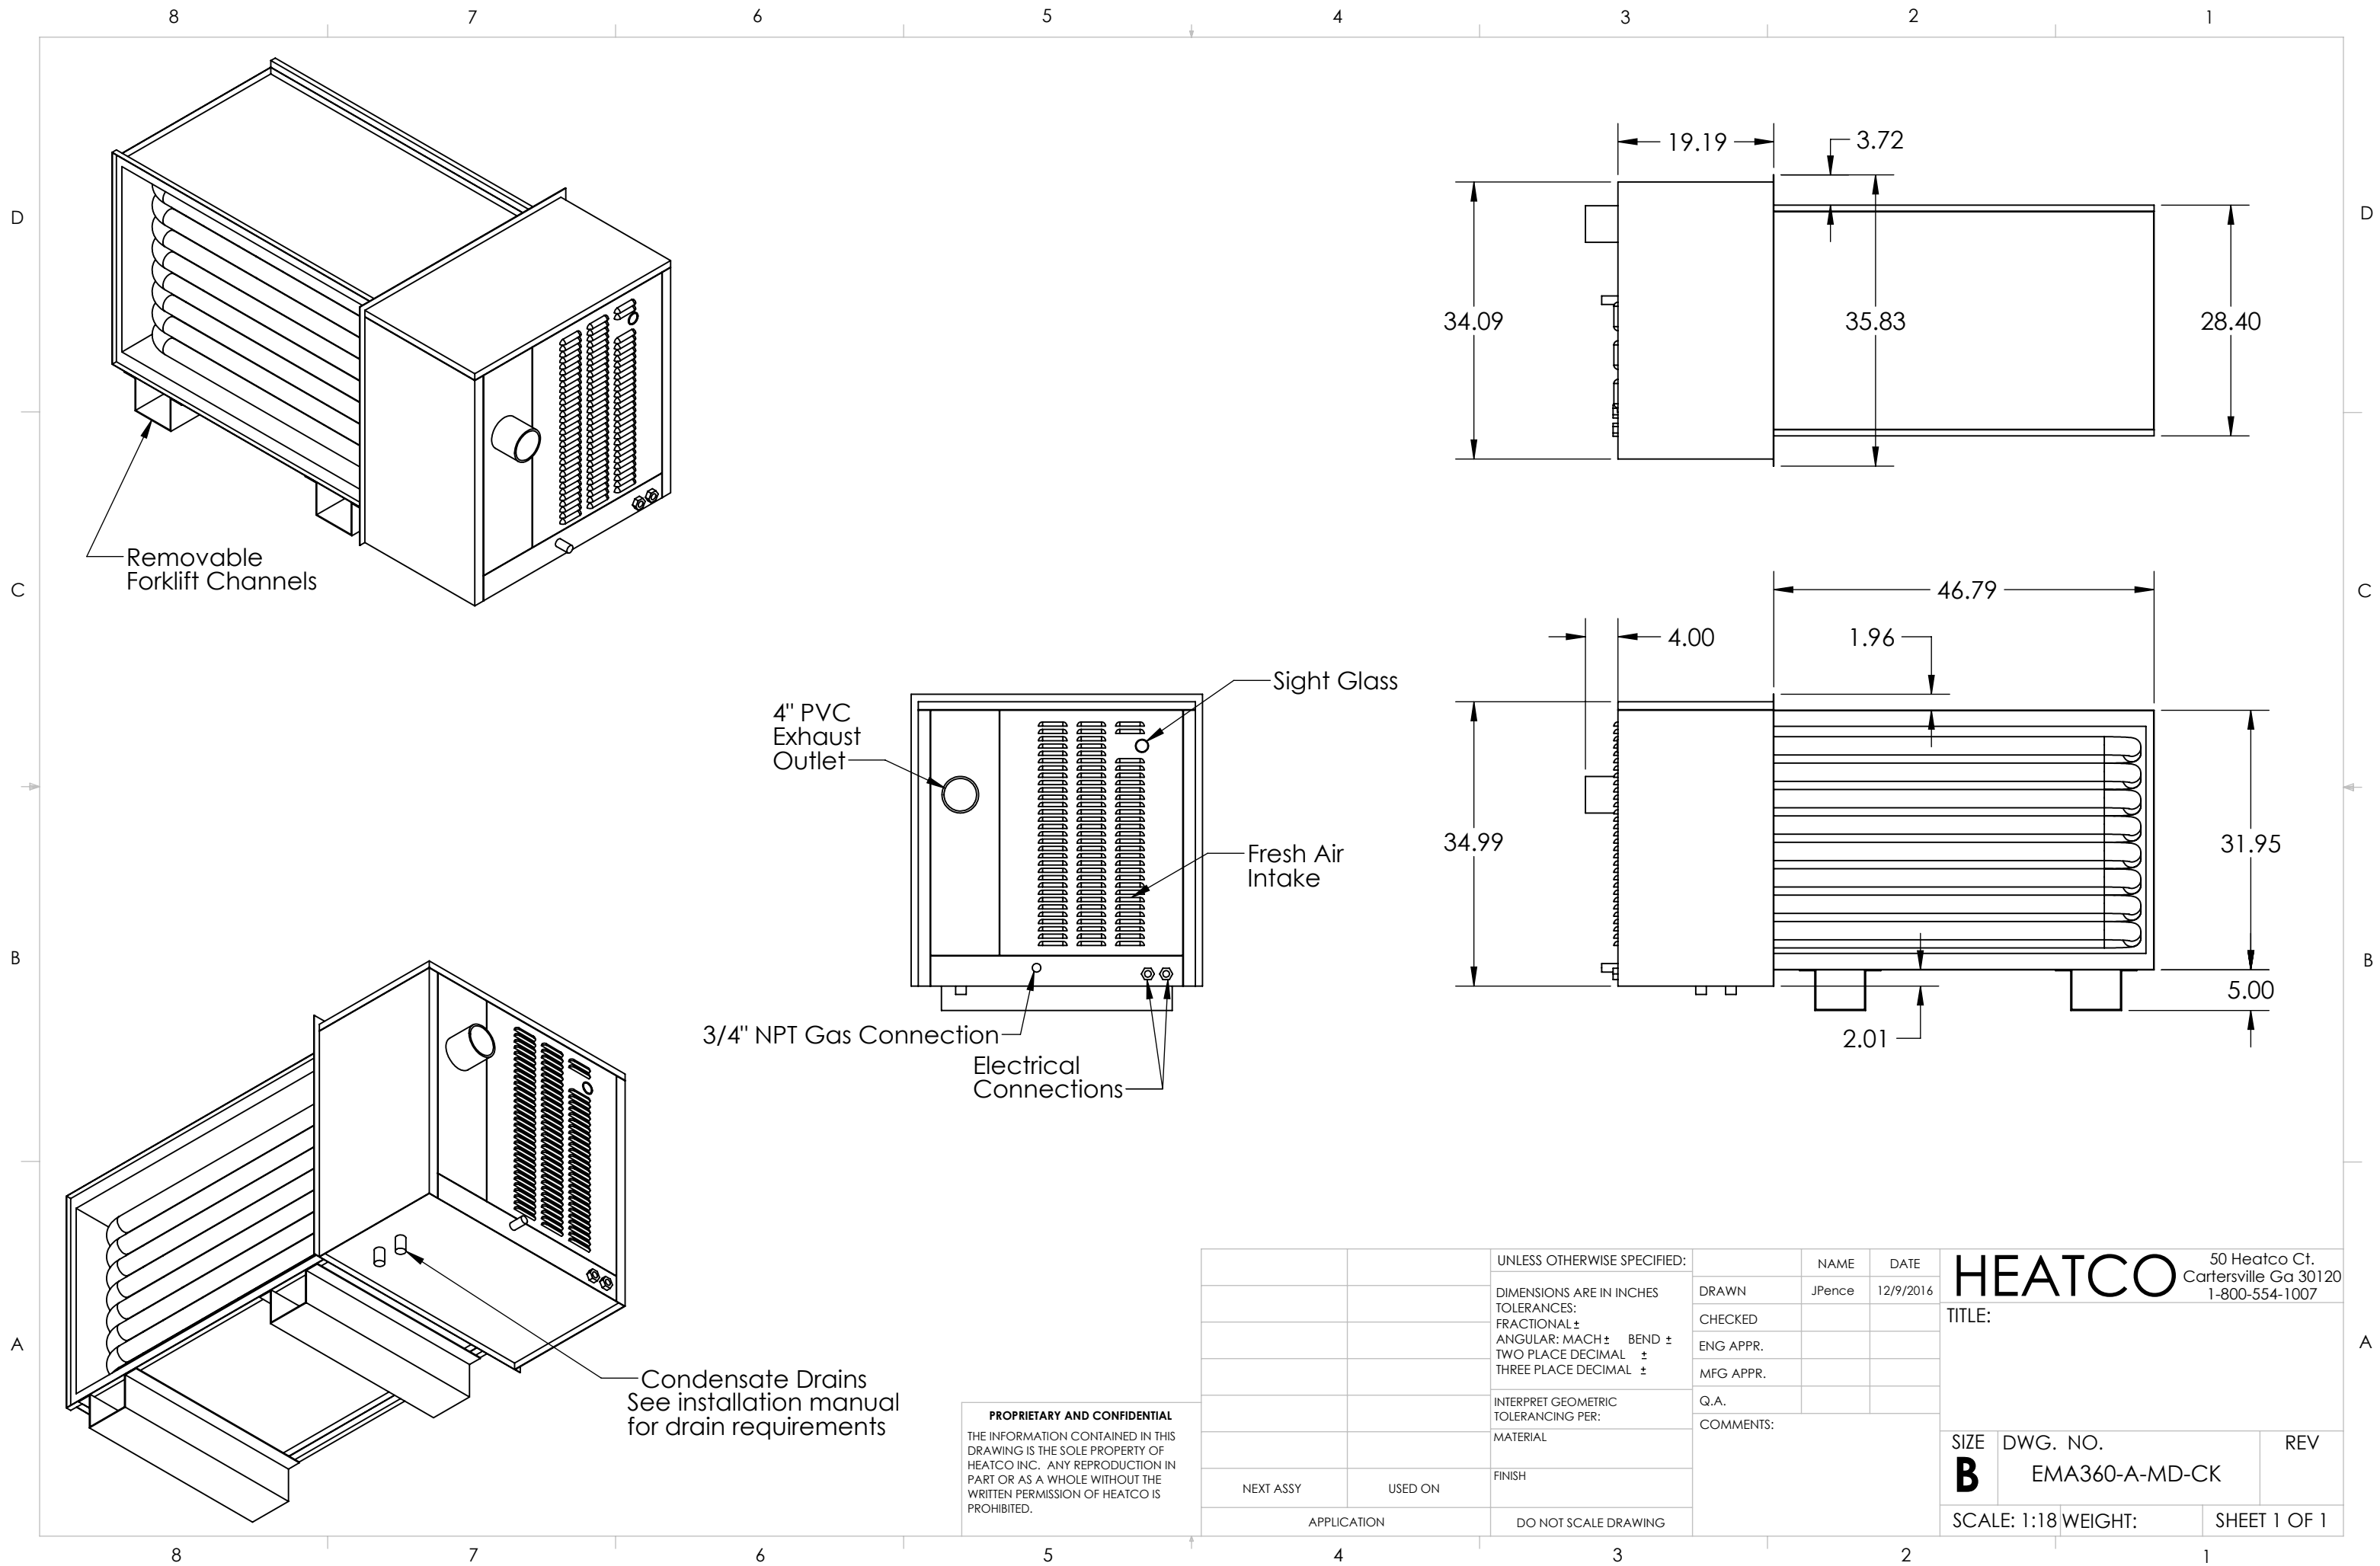 8 7 6 5 4 3 2 1
D
D
C
C
B
B
A
A
Removable
Forklift Channels
19.19
3.72
34.09
35.83
28.40
46.79
4.00
1.96
34.99
31.95
5.00
2.01
4" PVC
Exhaust
Outlet
Sight Glass
Fresh Air
Intake
3/4" NPT Gas Connection
Electrical
Connections
Condensate Drains
See installation manual
for drain requirements
PROPRIETARY AND CONFIDENTIAL
THE INFORMATION CONTAINED IN THIS
DRAWING IS THE SOLE PROPERTY OF
HEATCO INC. ANY REPRODUCTION IN
PART OR AS A WHOLE WITHOUT THE
WRITTEN PERMISSION OF HEATCO IS
PROHIBITED.
NEXT ASSY USED ON
APPLICATION
UNLESS OTHERWISE SPECIFIED:
DIMENSIONS ARE IN INCHES
TOLERANCES:
FRACTIONAL ±
ANGULAR: MACH ± BEND ±
TWO PLACE DECIMAL ±
THREE PLACE DECIMAL ±
INTERPRET GEOMETRIC
TOLERANCING PER:
MATERIAL
FINISH
DO NOT SCALE DRAWING
NAME DATE
DRAWN JPence 12/9/2016
CHECKED
ENG APPR.
MFG APPR.
Q.A.
COMMENTS:
HEATCO
50 Heatco Ct.
Cartersville Ga 30120
1-800-554-1007
TITLE:
SIZE DWG. NO. REV
B EMA360-A-MD-CK
SCALE: 1:18 WEIGHT: SHEET 1 OF 1
8 7 6 5 4 3 2 1